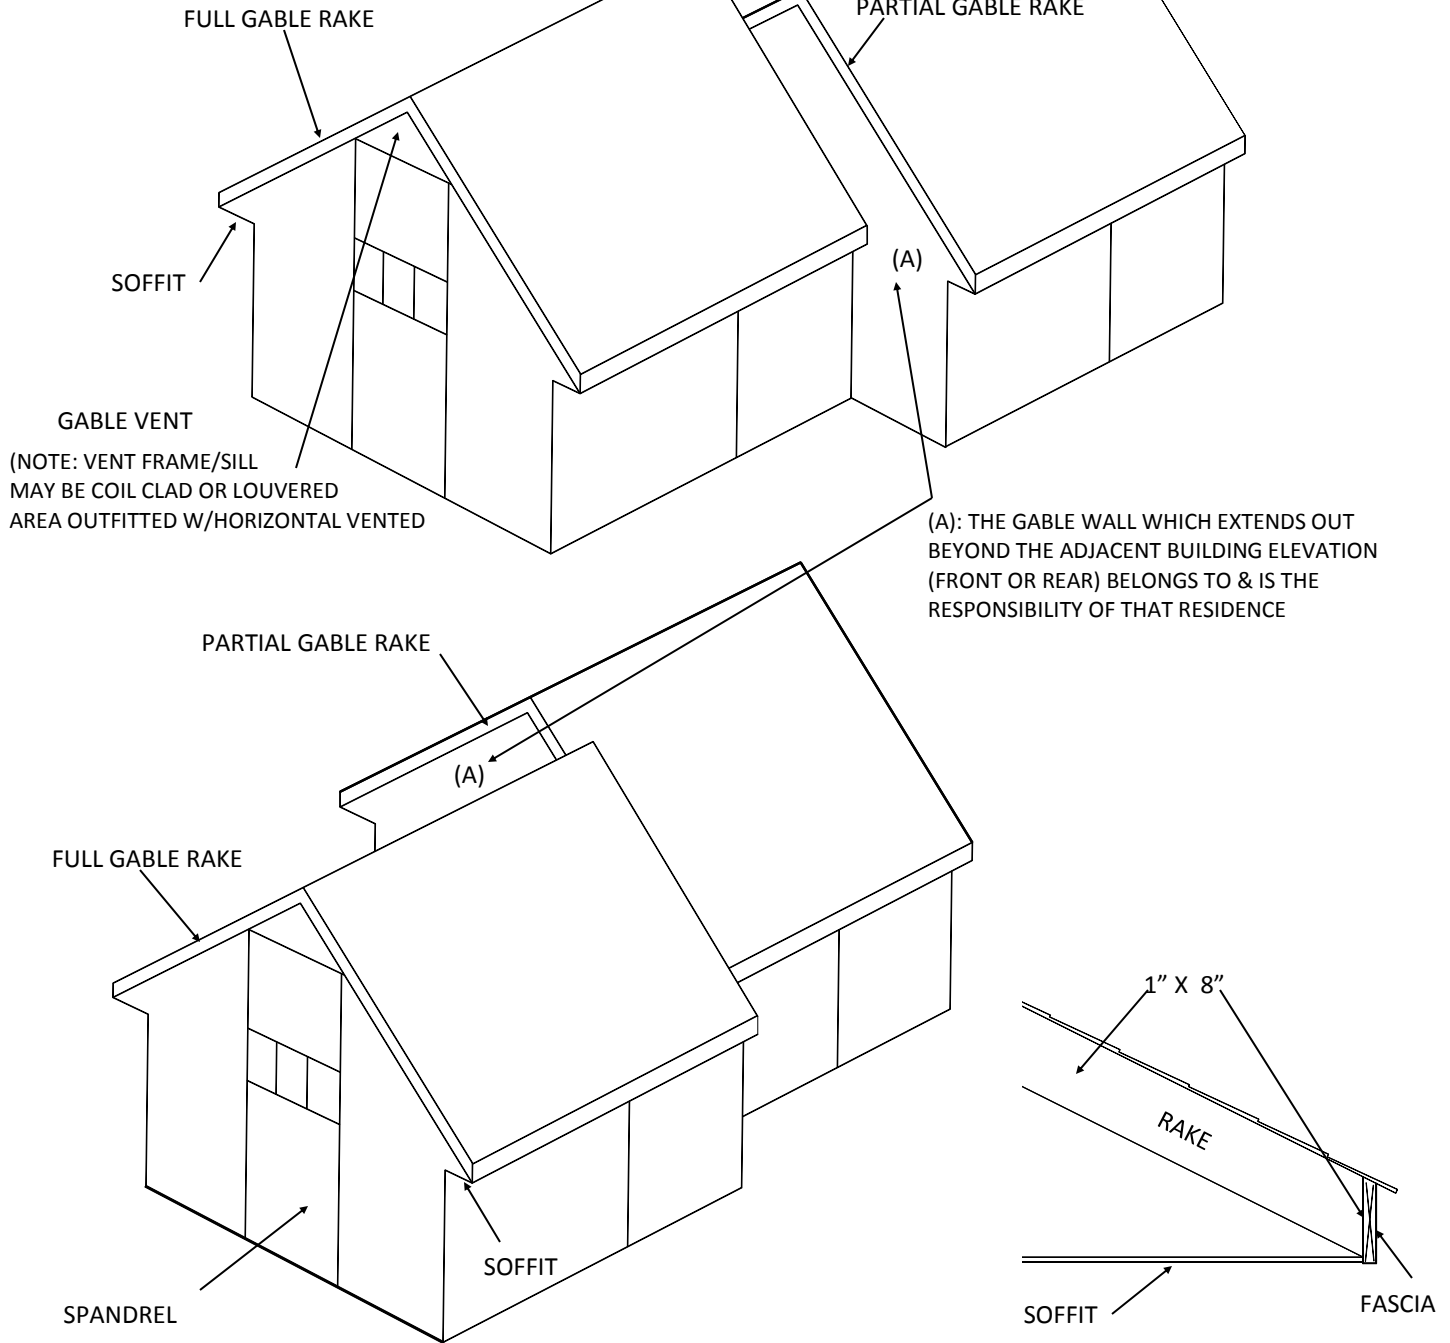 FULL GABLE RAKE
PARTIAL GABLE RAKE
(A)
SOFFIT
GABLE VENT
(NOTE: VENT FRAME/SILL
MAY BE COIL CLAD OR LOUVERED
AREA OUTFITTED W/HORIZONTAL VENTED
(A): THE GABLE WALL WHICH EXTENDS OUT
BEYOND THE ADJACENT BUILDING ELEVATION
(FRONT OR REAR) BELONGS TO & IS THE
RESPONSIBILITY OF THAT RESIDENCE
PARTIAL GABLE RAKE
(A)
FULL GABLE RAKE
1” X 8”
RAKE
SOFFIT
SPANDREL
SOFFIT
FASCIA